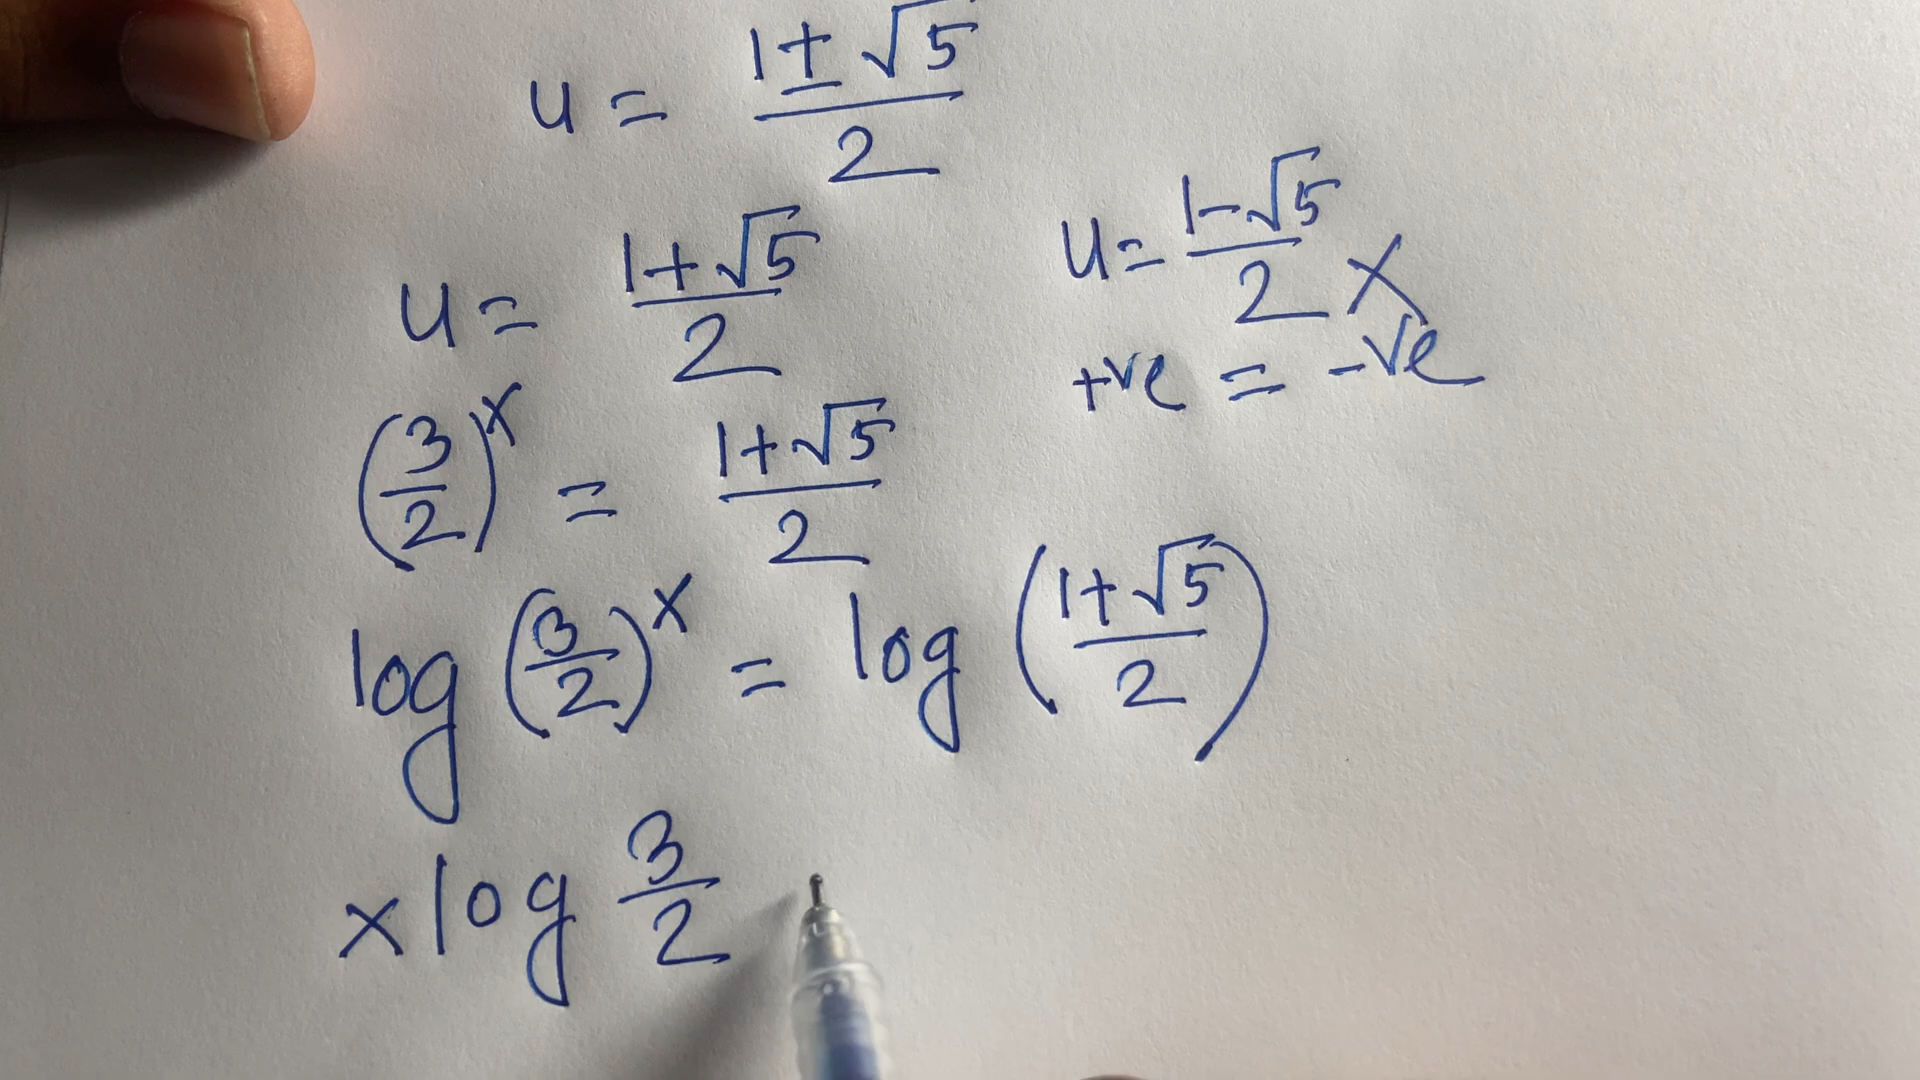 u = (1 ± √5)/2
u = (1 + √5)/2
u = (1 - √5)/2 ×
+ve = -ve
(3/2)^x = (1 + √5)/2
log (3/2)^x = log ((1 + √5)/2)
x log 3/2